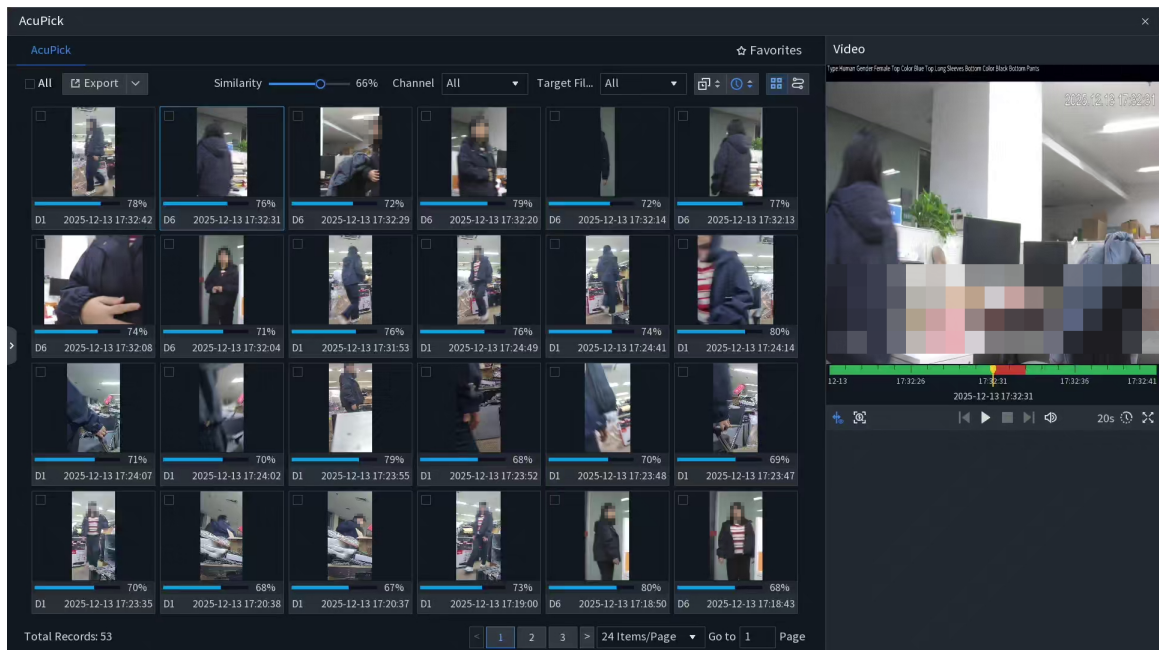 AcuPick
AcuPick
Favorites
Video
All Export Similarity 66% Channel All Target Fil... All
Type Human Gender Female Top Color Blue Top Long Sleeves Bottom Color Black Bottom Pants
2025-12-13 17:32:31
78% 76% 72% 79% 72% 77%
D1 2025-12-13 17:32:42 D6 2025-12-13 17:32:31 D6 2025-12-13 17:32:29 D6 2025-12-13 17:32:20 D6 2025-12-13 17:32:14 D6 2025-12-13 17:32:13
74% 71% 76% 76% 74% 80%
D6 2025-12-13 17:32:08 D6 2025-12-13 17:32:04 D1 2025-12-13 17:31:53 D1 2025-12-13 17:24:49 D1 2025-12-13 17:24:41 D1 2025-12-13 17:24:14
71% 70% 79% 68% 70% 69%
D1 2025-12-13 17:24:07 D1 2025-12-13 17:24:02 D1 2025-12-13 17:23:55 D1 2025-12-13 17:23:52 D1 2025-12-13 17:23:48 D1 2025-12-13 17:23:47
70% 68% 67% 73% 80% 68%
D1 2025-12-13 17:23:35 D1 2025-12-13 17:20:38 D1 2025-12-13 17:20:37 D1 2025-12-13 17:19:00 D6 2025-12-13 17:18:50 D6 2025-12-13 17:18:43
Total Records: 53 < 1 2 3 > 24 Items/Page Go to 1 Page
12-13 17:32:26 17:32:31 17:32:36 17:32:41
2025-12-13 17:32:31
20s